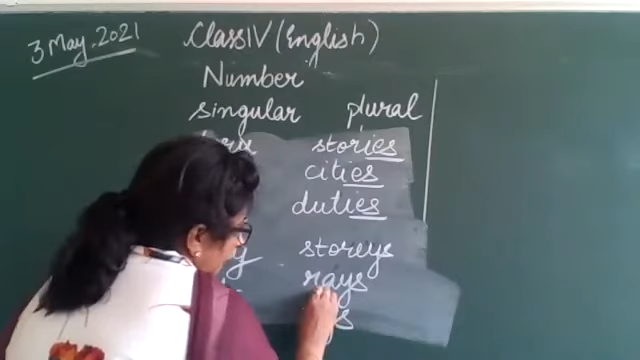 3 May. 2021
Class IV (English)
Number
singular plural
stories
cities
duties
storeys
rays